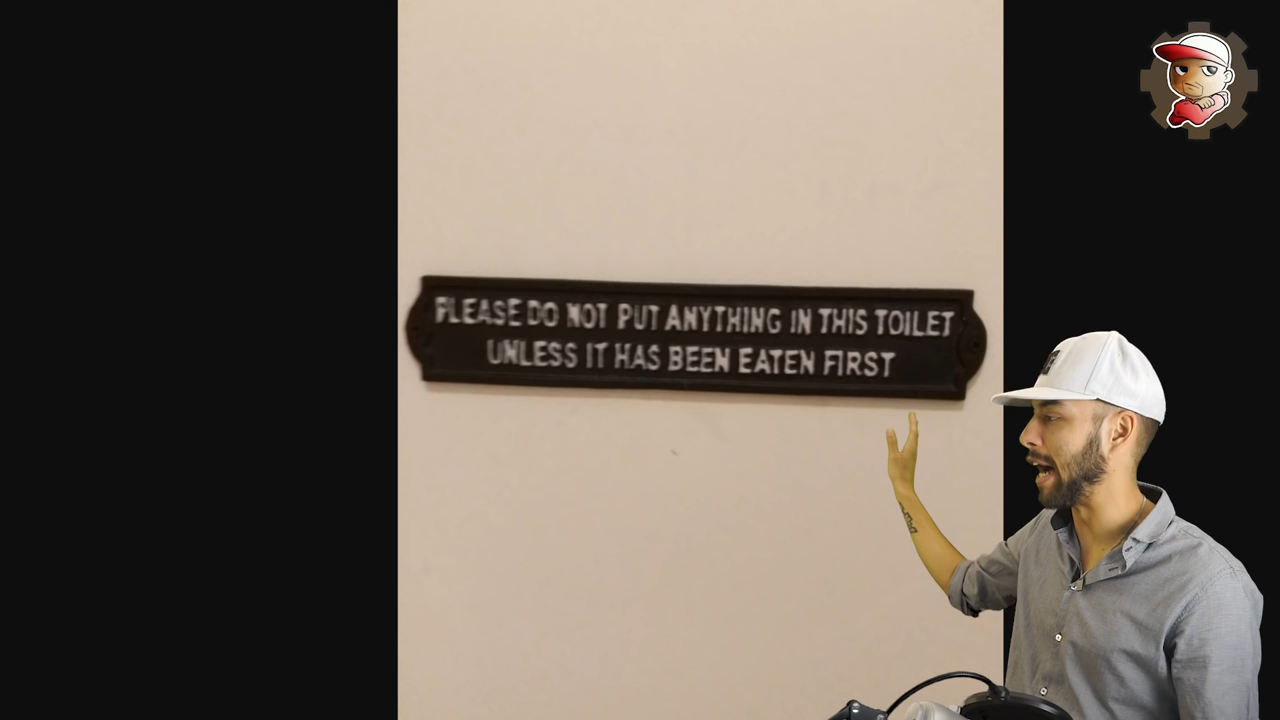 PLEASE DO NOT PUT ANYTHING IN THIS TOILET
UNLESS IT HAS BEEN EATEN FIRST